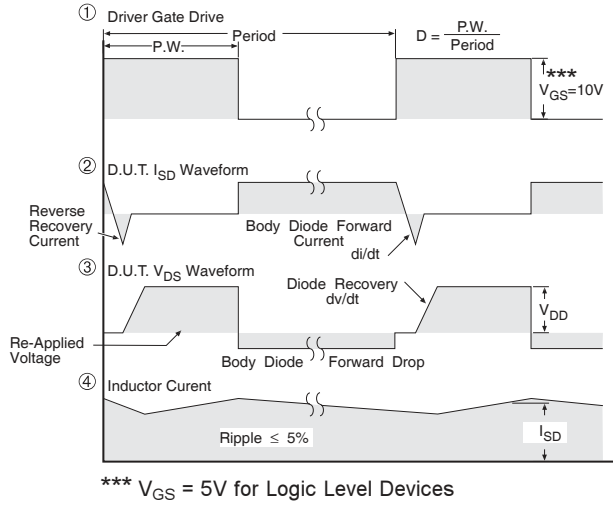 ① Driver Gate Drive
P.W.
Period
D = P.W.
Period
***
VGS=10V
② D.U.T. ISD Waveform
Reverse
Recovery
Current
Body Diode Forward
Current
di/dt
③ D.U.T. VDS Waveform
Diode Recovery
dv/dt
VDD
Re-Applied
Voltage
Body Diode Forward Drop
④ Inductor Curent
Ripple ≤ 5%
ISD
*** VGS = 5V for Logic Level Devices